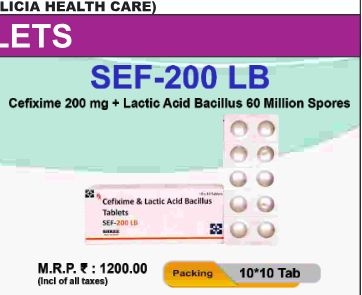 LICIA HEALTH CARE)
LETS
SEF-200 LB
Cefixime 200 mg + Lactic Acid Bacillus 60 Million Spores
Cefixime & Lactic Acid Bacillus
Tablets
SEF-200 LB
M.R.P. ₹ : 1200.00
(Incl of all taxes)
Packing
10*10 Tab